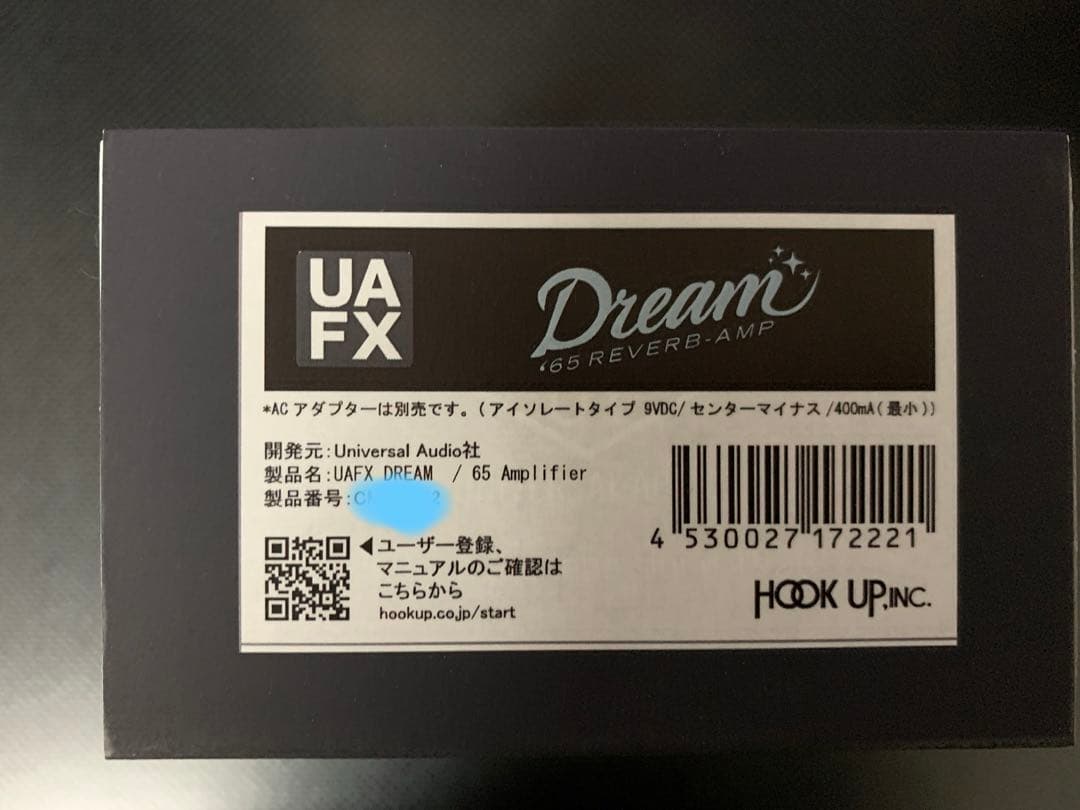 UA
FX
Dream
'65 REVERB-AMP
*AC アダプターは別売です。(アイソレートタイプ 9VDC/センターマイナス/400mA(最小))
開発元:Universal Audio社
製品名:UAFX DREAM / 65 Amplifier
製品番号:
◀ユーザー登録、
マニュアルのご確認は
こちらから
hookup.co.jp/start
4 530027 172221
HOOK UP,INC.